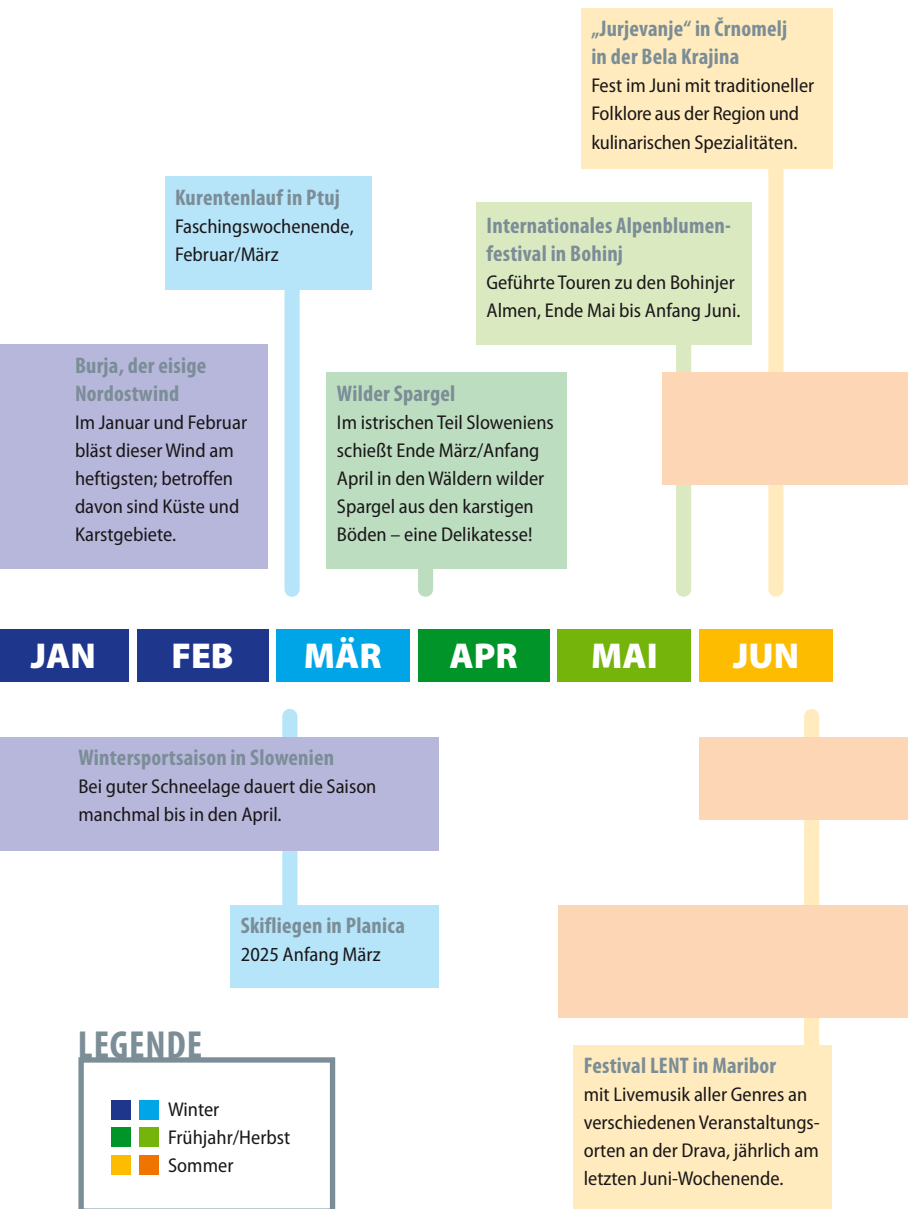 „Jurjevanje“ in Črnomelj
in der Bela Krajina
Fest im Juni mit traditioneller
Folklore aus der Region und
kulinarischen Spezialitäten.
Kurentenlauf in Ptuj
Faschingswochenende,
Februar/März
Internationales Alpenblumen-
festival in Bohinj
Geführte Touren zu den Bohinjer
Almen, Ende Mai bis Anfang Juni.
Burja, der eisige
Nordostwind
Im Januar und Februar
bläst dieser Wind am
heftigsten; betroffen
davon sind Küste und
Karstgebiete.
Wilder Spargel
Im istrischen Teil Sloweniens
schießt Ende März/Anfang
April in den Wäldern wilder
Spargel aus den karstigen
Böden – eine Delikatesse!
JAN FEB MÄR APR MAI JUN
Wintersportsaison in Slowenien
Bei guter Schneelage dauert die Saison
manchmal bis in den April.
Skifliegen in Planica
2025 Anfang März
LEGENDE
Winter
Frühjahr/Herbst
Sommer
Festival LENT in Maribor
mit Livemusik aller Genres an
verschiedenen Veranstaltungs-
orten an der Drava, jährlich am
letzten Juni-Wochenende.